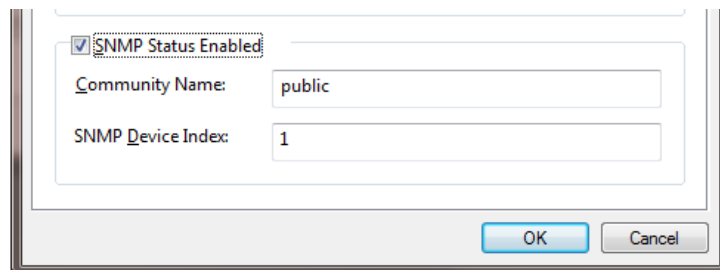 SNMP Status Enabled
Community Name: public
SNMP Device Index: 1
OK Cancel